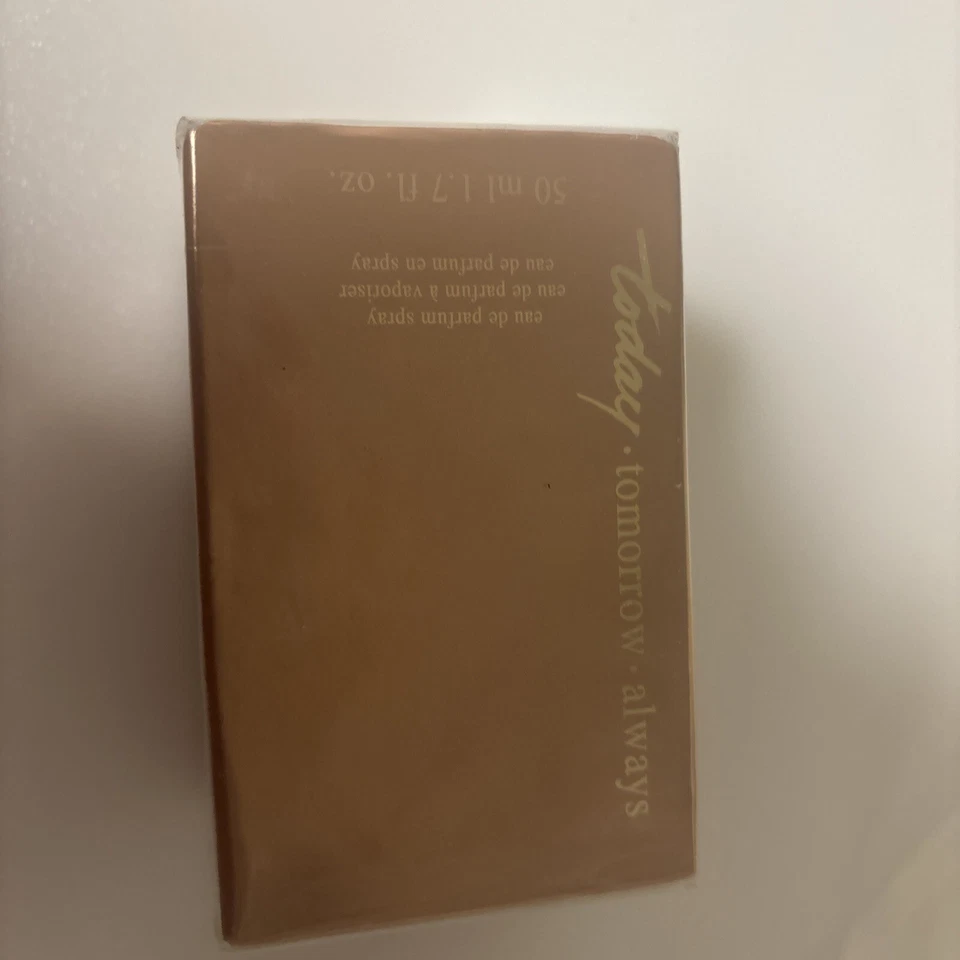 today · tomorrow · always
eau de parfum spray
eau de parfum à vaporiser
eau de parfum en spray
50 ml 1.7 fl. oz.